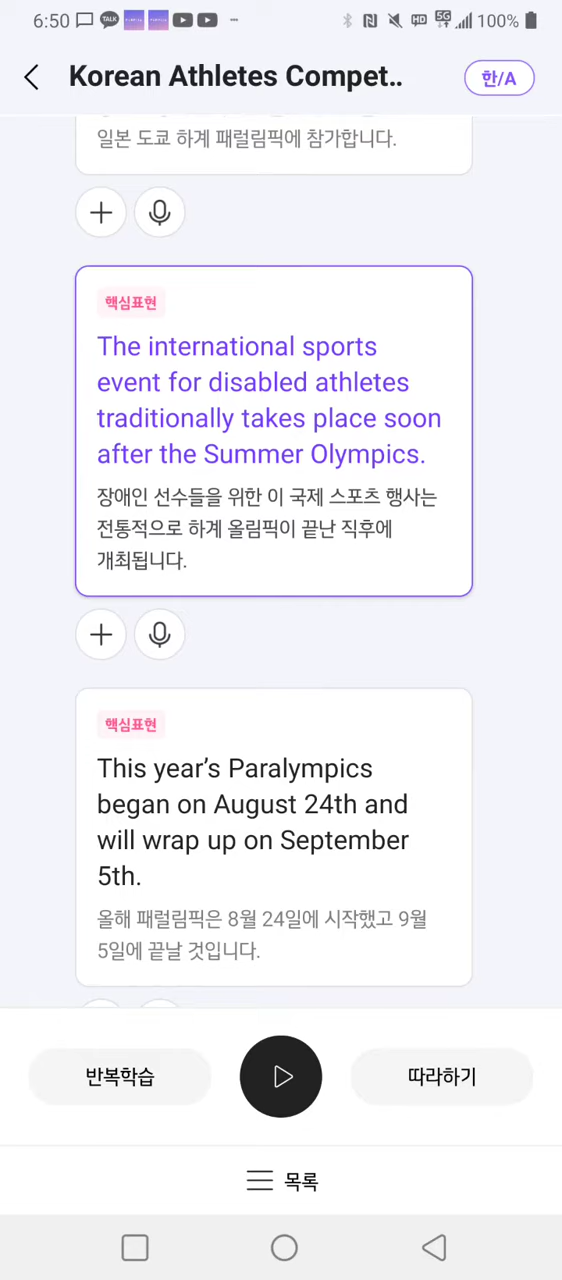 6:50 TALK HD 5G 100%
Korean Athletes Compet.. 한/A
일본 도쿄 하계 패럴림픽에 참가합니다.
핵심표현
The international sports
event for disabled athletes
traditionally takes place soon
after the Summer Olympics.
장애인 선수들을 위한 이 국제 스포츠 행사는
전통적으로 하계 올림픽이 끝난 직후에
개최됩니다.
핵심표현
This year’s Paralympics
began on August 24th and
will wrap up on September
5th.
올해 패럴림픽은 8월 24일에 시작했고 9월
5일에 끝날 것입니다.
반복학습 따라하기
목록